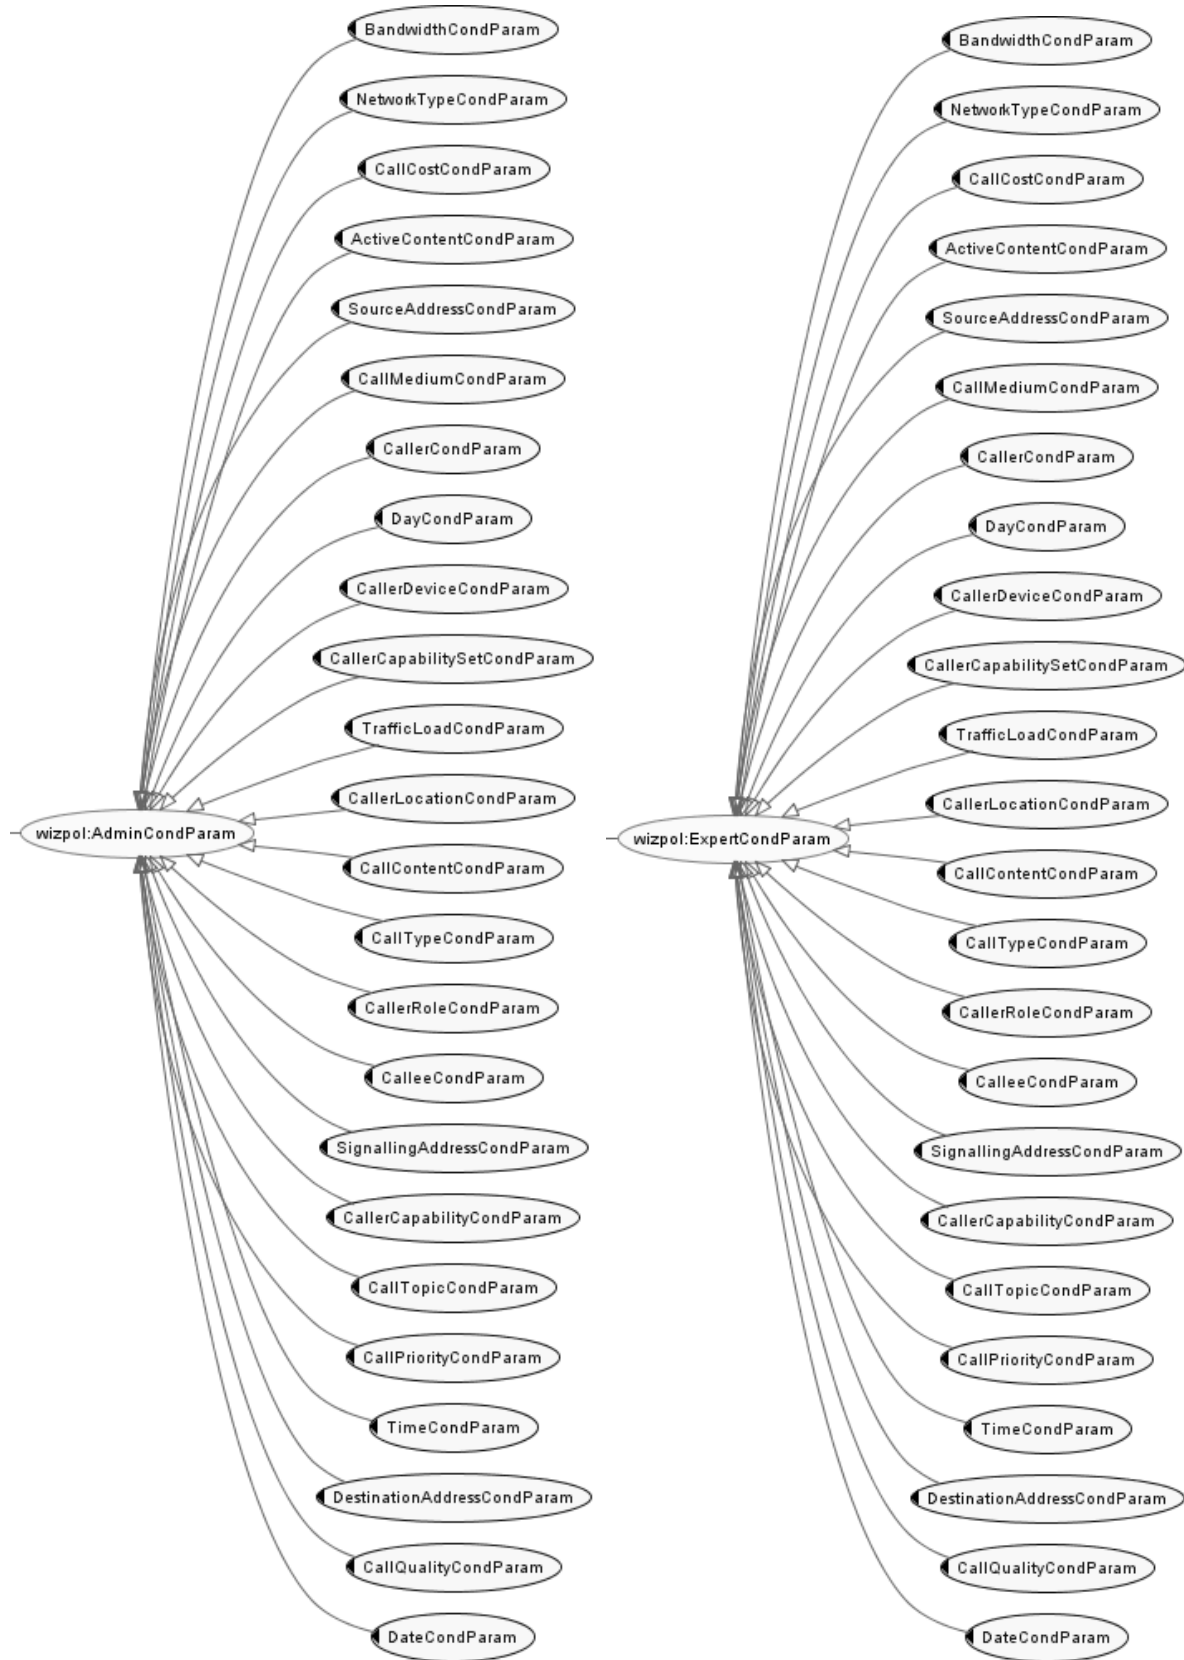 BandwidthCondParam
NetworkTypeCondParam
CallCostCondParam
ActiveContentCondParam
SourceAddressCondParam
CallMediumCondParam
CallerCondParam
DayCondParam
CallerDeviceCondParam
CallerCapabilitySetCondParam
TrafficLoadCondParam
CallerLocationCondParam
wizpol:AdminCondParam
CallContentCondParam
CallTypeCondParam
CallerRoleCondParam
CalleeCondParam
SignallingAddressCondParam
CallerCapabilityCondParam
CallTopicCondParam
CallPriorityCondParam
TimeCondParam
DestinationAddressCondParam
CallQualityCondParam
DateCondParam
BandwidthCondParam
NetworkTypeCondParam
CallCostCondParam
ActiveContentCondParam
SourceAddressCondParam
CallMediumCondParam
CallerCondParam
DayCondParam
CallerDeviceCondParam
CallerCapabilitySetCondParam
TrafficLoadCondParam
CallerLocationCondParam
wizpol:ExpertCondParam
CallContentCondParam
CallTypeCondParam
CallerRoleCondParam
CalleeCondParam
SignallingAddressCondParam
CallerCapabilityCondParam
CallTopicCondParam
CallPriorityCondParam
TimeCondParam
DestinationAddressCondParam
CallQualityCondParam
DateCondParam